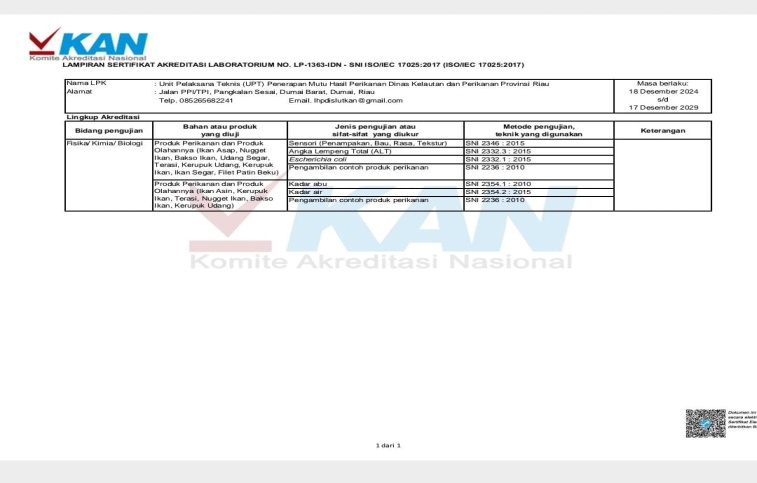 KAN
Komite Akreditasi Nasional
LAMPIRAN SERTIFIKAT AKREDITASI LABORATORIUM NO. LP-1363-IDN - SNI ISO/IEC 17025:2017 (ISO/IEC 17025:2017)
Nama LPK : Unit Pelaksana Teknis (UPT) Penerapan Mutu Hasil Perikanan Dinas Kelautan dan Perikanan Provinsi Riau
Alamat : Jalan PPI/TPI, Pangkalan Sesai, Dumai Barat, Dumai, Riau
Telp. 085265682241 Email. lhpdislutkan@gmail.com
Masa berlaku:
18 Desember 2024
s/d
17 Desember 2029
Lingkup Akreditasi
Bidang pengujian
Bahan atau produk
yang diuji
Jenis pengujian atau
sifat-sifat yang diukur
Metode pengujian,
teknik yang digunakan
Keterangan
Fisika/ Kimia/ Biologi
Produk Perikanan dan Produk
Olahannya (Ikan Asap, Nugget
Ikan, Bakso Ikan, Udang Segar,
Terasi, Kerupuk Udang, Kerupuk
Ikan, Ikan Segar, Filet Patin Beku)
Sensori (Penampakan, Bau, Rasa, Tekstur) SNI 2346 : 2015
Angka Lempeng Total (ALT) SNI 2332.3 : 2015
Escherichia coli SNI 2332.1 : 2015
Pengambilan contoh produk perikanan SNI 2236 : 2010
Produk Perikanan dan Produk
Olahannya (Ikan Asin, Kerupuk
Ikan, Terasi, Nugget Ikan, Bakso
Ikan, Kerupuk Udang)
Kadar abu SNI 2354.1 : 2010
Kadar air SNI 2354.2 : 2015
Pengambilan contoh produk perikanan SNI 2236 : 2010
KAN
Komite Akreditasi Nasional
Dokumen ini
secara elekt
Sertifikat Ele
diterbitkan B
1 dari 1